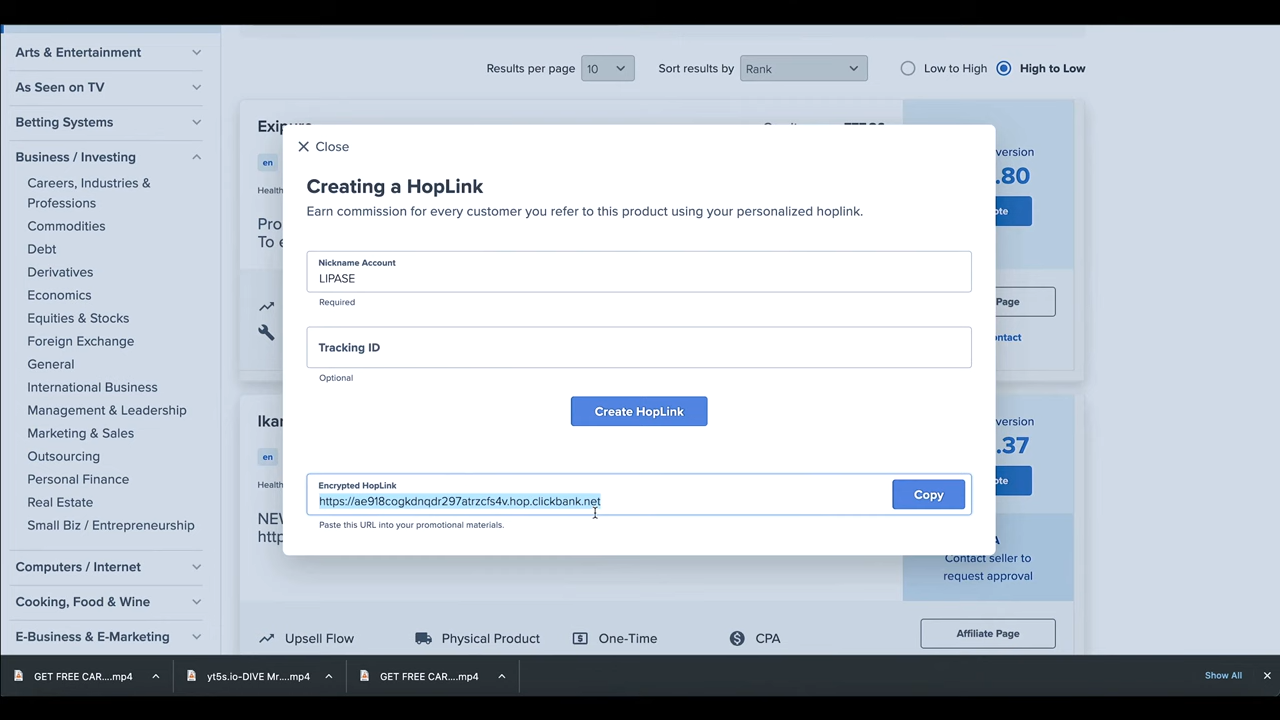 Arts & Entertainment
As Seen on TV
Betting Systems
Business / Investing
Careers, Industries &
Professions
Commodities
Debt
Derivatives
Economics
Equities & Stocks
Foreign Exchange
General
International Business
Management & Leadership
Marketing & Sales
Outsourcing
Personal Finance
Real Estate
Small Biz / Entrepreneurship
Computers / Internet
Cooking, Food & Wine
E-Business & E-Marketing
Results per page 10 Sort results by Rank Low to High High to Low
en
Health
Pro
To e
version
.80
ote
Page
ontact
Close
Creating a HopLink
Earn commission for every customer you refer to this product using your personalized hoplink.
Nickname Account
LIPASE
Required
Tracking ID
Optional
Create HopLink
Encrypted HopLink
https://ae918cogkdnqdr297atrzcfs4v.hop.clickbank.net
Copy
Paste this URL into your promotional materials.
Ikar
en
Health
NEW
http
version
.37
ote
A
Contact seller to
request approval
Upsell Flow Physical Product One-Time CPA
Affiliate Page
GET FREE CAR....mp4 yt5s.io-DIVE Mr....mp4 GET FREE CAR....mp4 Show All